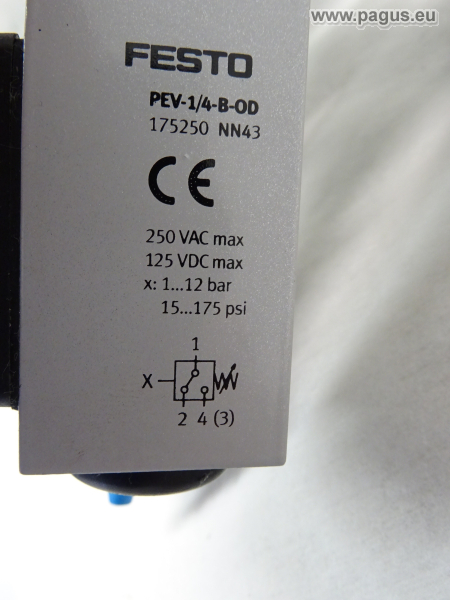 www.pagus.eu
FESTO
PEV-1/4-B-OD
175250 NN43
CE
250 VAC max
125 VDC max
x: 1...12 bar
15...175 psi
1
X
2 4 (3)